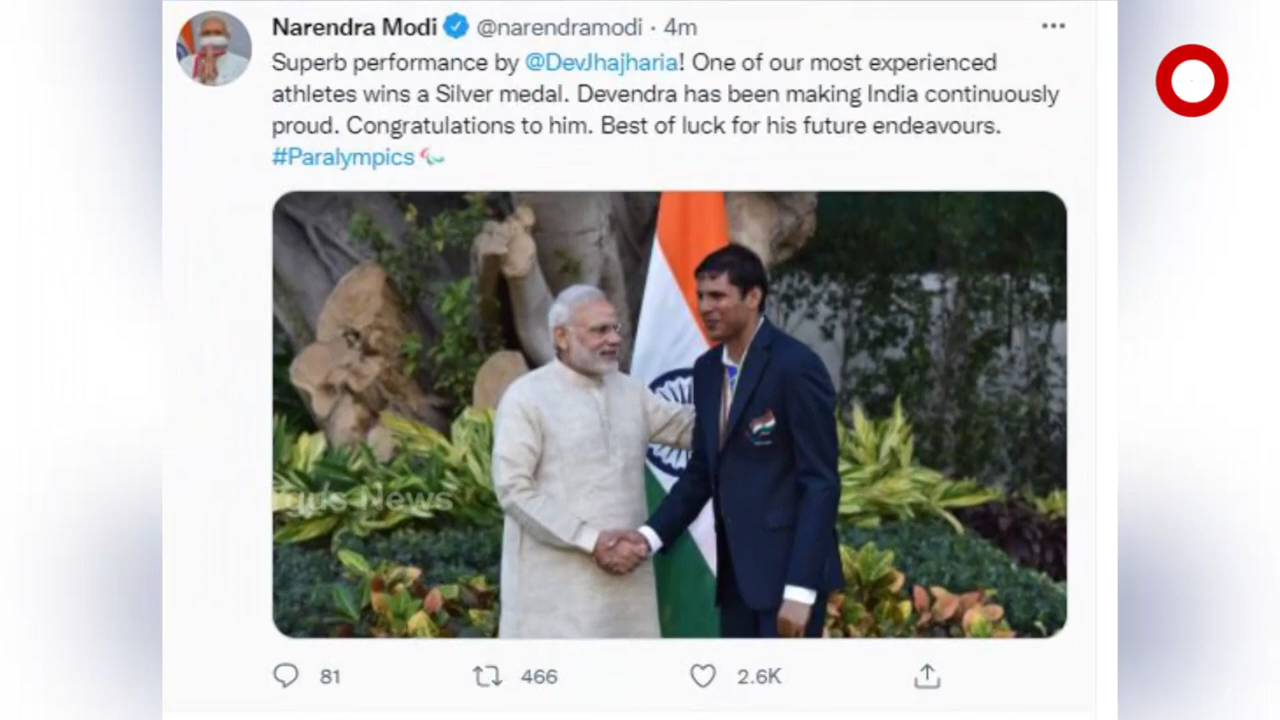 Narendra Modi @narendramodi · 4m
Superb performance by @DevJhajharia! One of our most experienced
athletes wins a Silver medal. Devendra has been making India continuously
proud. Congratulations to him. Best of luck for his future endeavours.
#Paralympics
News
81 466 2.6K